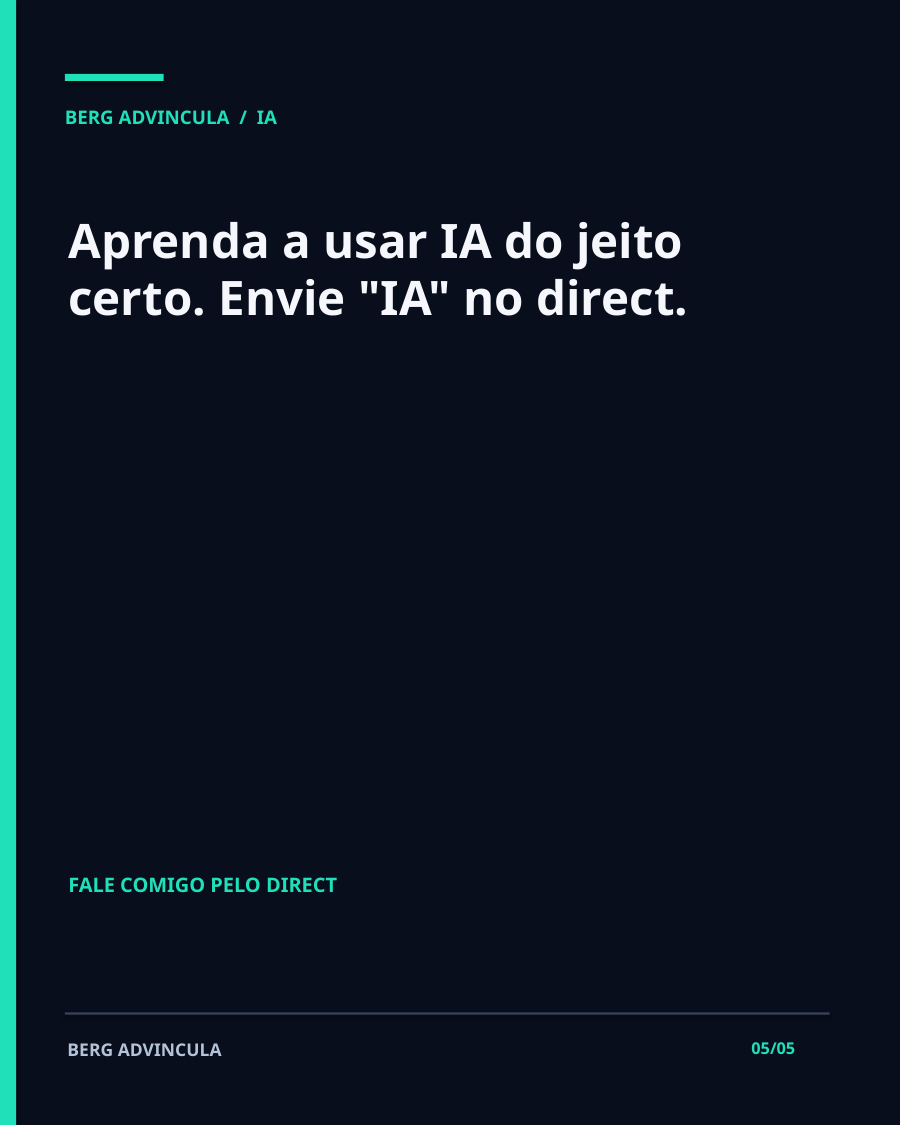 BERG ADVINCULA / IA
Aprenda a usar IA do jeito
certo. Envie "IA" no direct.
FALE COMIGO PELO DIRECT
BERG ADVINCULA
05/05